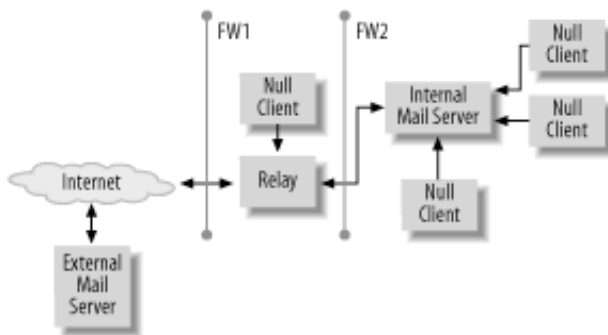 FW1
FW2
Null
Client
Null
Client
Internal
Mail Server
Null
Client
Internet
Relay
Null
Client
External
Mail
Server